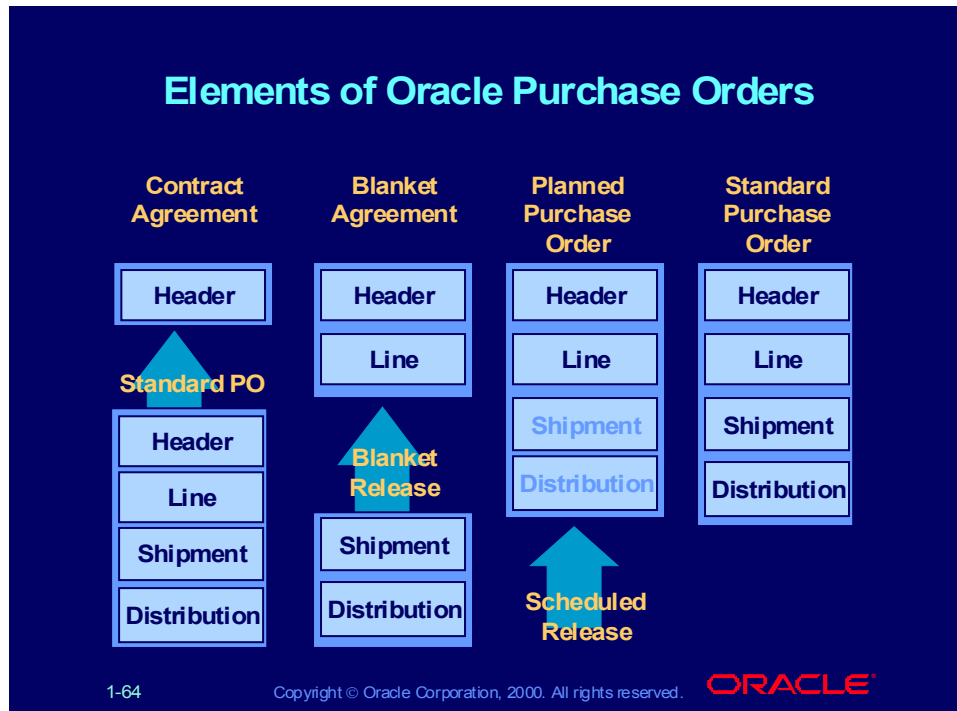 Elements of Oracle Purchase Orders
Contract
Agreement
Header
Standard PO
Header
Line
Shipment
Distribution
Blanket
Agreement
Header
Line
Blanket
Release
Shipment
Distribution
Planned
Purchase
Order
Header
Line
Shipment
Distribution
Scheduled
Release
Standard
Purchase
Order
Header
Line
Shipment
Distribution
1-64
Copyright © Oracle Corporation, 2000. All rights reserved.
ORACLE®